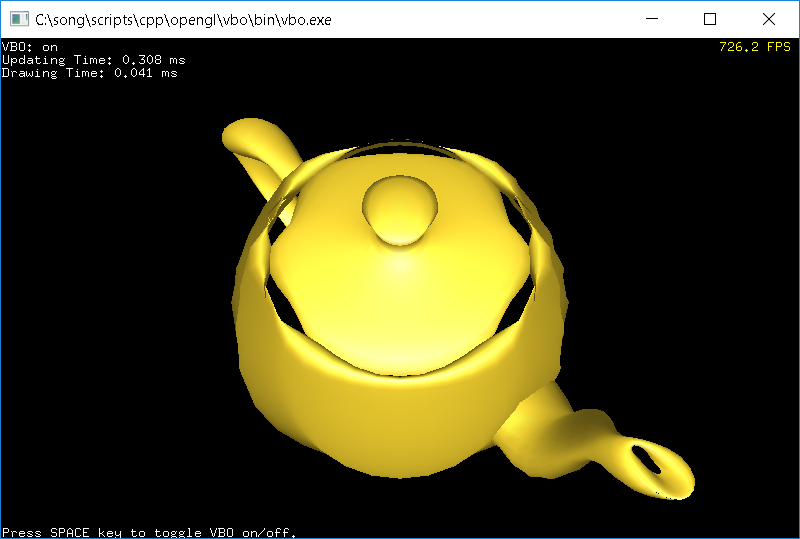 C:\song\scripts\cpp\opengl\vbo\bin\vbo.exe
VBO: on
726.2 FPS
Updating Time: 0.308 ms
Drawing Time: 0.041 ms
Press SPACE key to toggle VBO on/off.